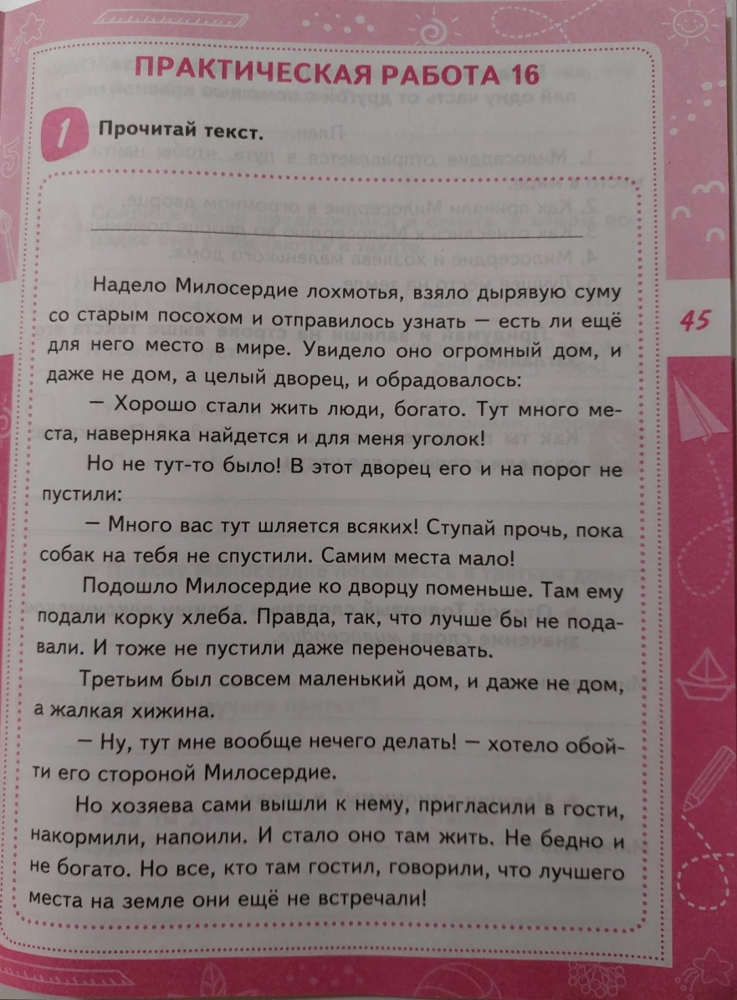 ПРАКТИЧЕСКАЯ РАБОТА 16
1 Прочитай текст.
Надело Милосердие лохмотья, взяло дырявую суму
со старым посохом и отправилось узнать — есть ли ещё
для него место в мире. Увидело оно огромный дом, и
даже не дом, а целый дворец, и обрадовалось:
— Хорошо стали жить люди, богато. Тут много ме-
ста, наверняка найдется и для меня уголок!
Но не тут-то было! В этот дворец его и на порог не
пустили:
— Много вас тут шляется всяких! Ступай прочь, пока
собак на тебя не спустили. Самим места мало!
Подошло Милосердие ко дворцу поменьше. Там ему
подали корку хлеба. Правда, так, что лучше бы не пода-
вали. И тоже не пустили даже переночевать.
Третьим был совсем маленький дом, и даже не дом,
а жалкая хижина.
— Ну, тут мне вообще нечего делать! — хотело обой-
ти его стороной Милосердие.
Но хозяева сами вышли к нему, пригласили в гости,
накормили, напоили. И стало оно там жить. Не бедно и
не богато. Но все, кто там гостил, говорили, что лучшего
места на земле они ещё не встречали!
45